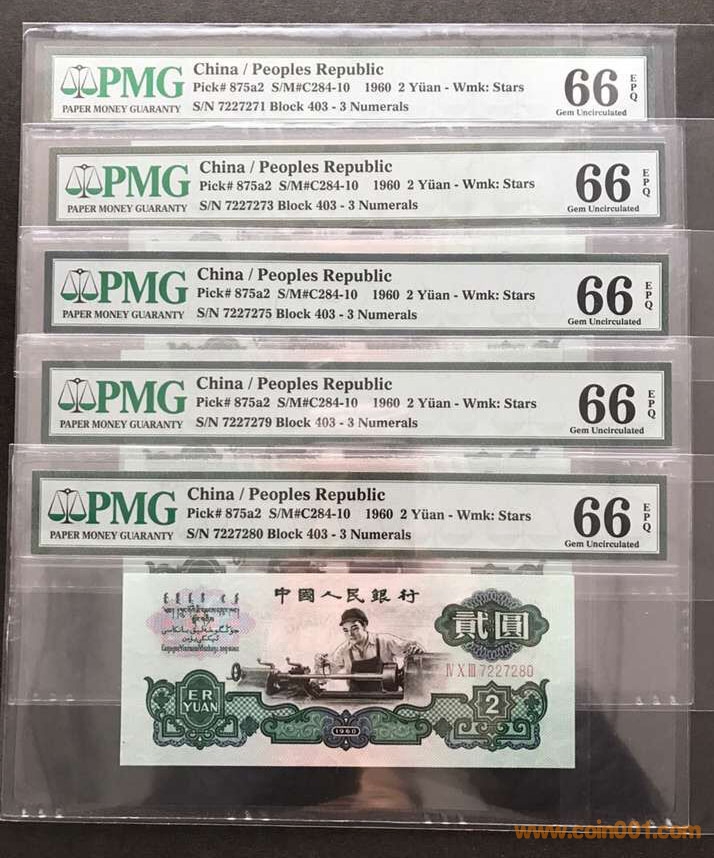 PMG
PAPER MONEY GUARANTY
China / Peoples Republic
Pick# 875a2 S/M#C284-10 1960 2 Yüan - Wmk: Stars
S/N 7227271 Block 403 - 3 Numerals
66 EPQ
Gem Uncirculated
PMG
PAPER MONEY GUARANTY
China / Peoples Republic
Pick# 875a2 S/M#C284-10 1960 2 Yüan - Wmk: Stars
S/N 7227273 Block 403 - 3 Numerals
66 EPQ
Gem Uncirculated
PMG
PAPER MONEY GUARANTY
China / Peoples Republic
Pick# 875a2 S/M#C284-10 1960 2 Yüan - Wmk: Stars
S/N 7227275 Block 403 - 3 Numerals
66 EPQ
Gem Uncirculated
PMG
PAPER MONEY GUARANTY
China / Peoples Republic
Pick# 875a2 S/M#C284-10 1960 2 Yüan - Wmk: Stars
S/N 7227279 Block 403 - 3 Numerals
66 EPQ
Gem Uncirculated
PMG
PAPER MONEY GUARANTY
China / Peoples Republic
Pick# 875a2 S/M#C284-10 1960 2 Yüan - Wmk: Stars
S/N 7227280 Block 403 - 3 Numerals
66 EPQ
Gem Uncirculated
中國人民銀行
貳圓
IV X III 7227280
ER
YUAN
2
1960
www.coin001.com